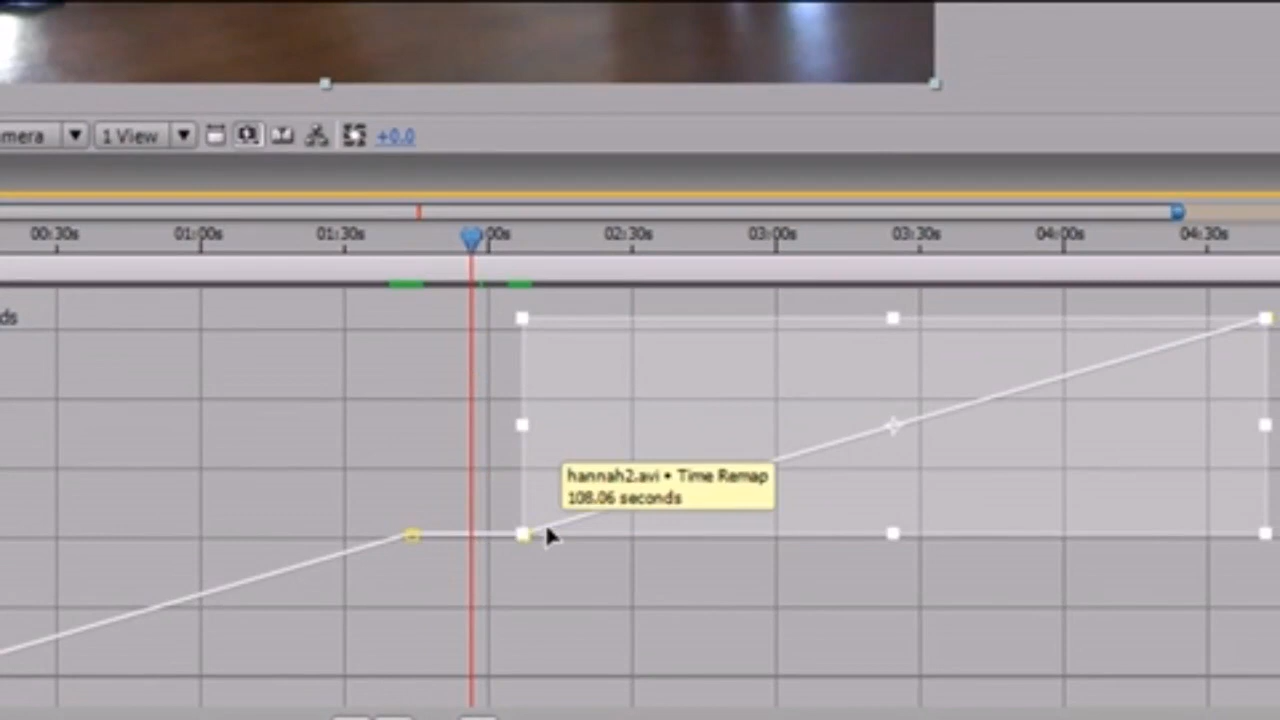 mera 1 View +0.0
00:30s 01:00s 01:30s :00s 02:30s 03:00s 03:30s 04:00s 04:30s
ds
hannah2.avi • Time Remap
108.06 seconds